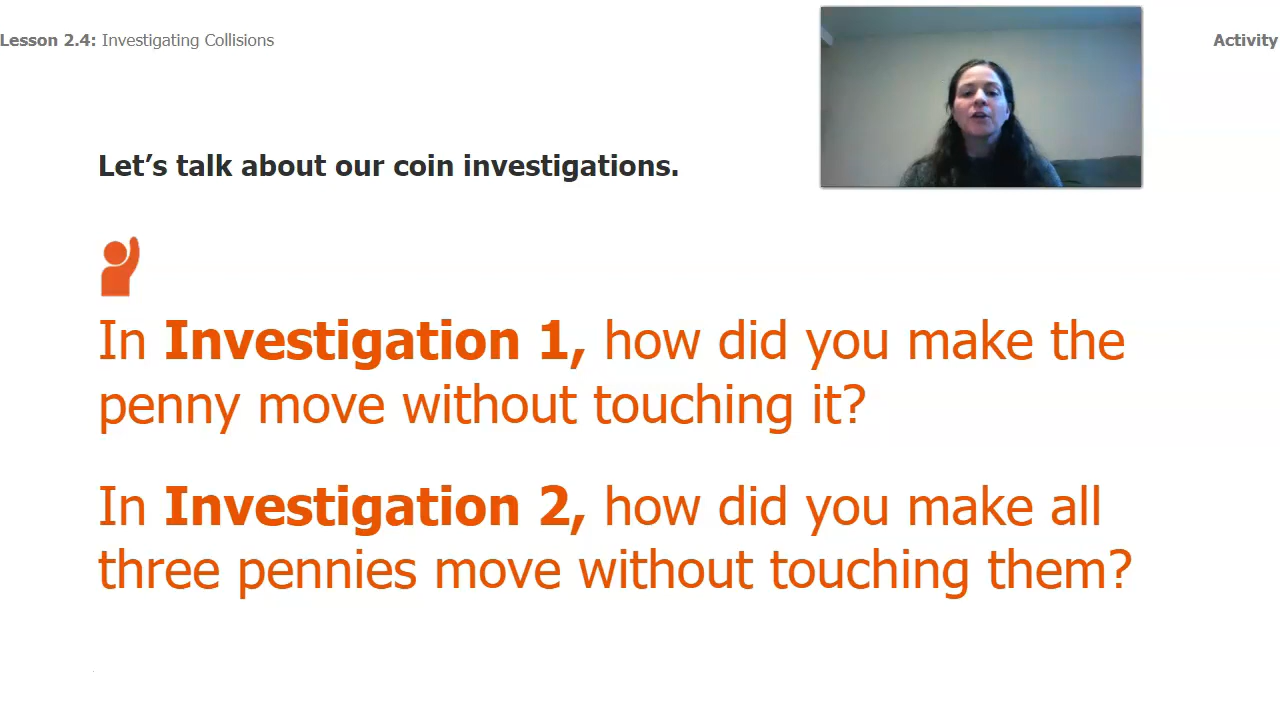 Lesson 2.4: Investigating Collisions
Activity
Let’s talk about our coin investigations.
In Investigation 1, how did you make the
penny move without touching it?
In Investigation 2, how did you make all
three pennies move without touching them?